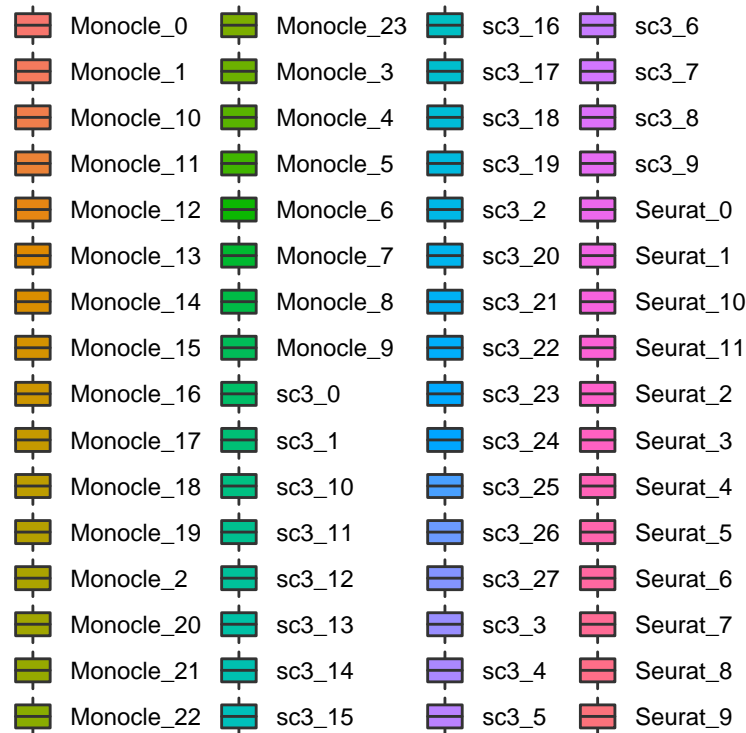 Monocle_0 Monocle_23 sc3_16 sc3_6
Monocle_1 Monocle_3 sc3_17 sc3_7
Monocle_10 Monocle_4 sc3_18 sc3_8
Monocle_11 Monocle_5 sc3_19 sc3_9
Monocle_12 Monocle_6 sc3_2 Seurat_0
Monocle_13 Monocle_7 sc3_20 Seurat_1
Monocle_14 Monocle_8 sc3_21 Seurat_10
Monocle_15 Monocle_9 sc3_22 Seurat_11
Monocle_16 sc3_0 sc3_23 Seurat_2
Monocle_17 sc3_1 sc3_24 Seurat_3
Monocle_18 sc3_10 sc3_25 Seurat_4
Monocle_19 sc3_11 sc3_26 Seurat_5
Monocle_2 sc3_12 sc3_27 Seurat_6
Monocle_20 sc3_13 sc3_3 Seurat_7
Monocle_21 sc3_14 sc3_4 Seurat_8
Monocle_22 sc3_15 sc3_5 Seurat_9